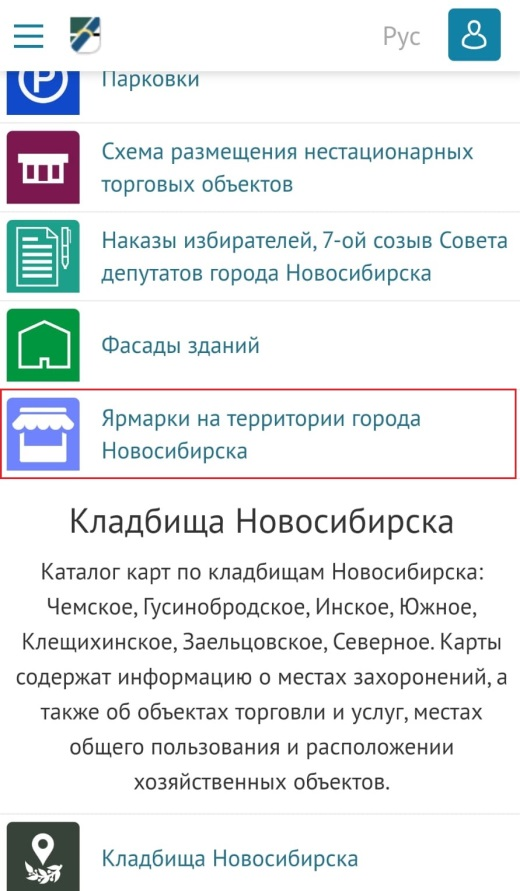 Рус
Парковки
Схема размещения нестационарных
торговых объектов
Наказы избирателей, 7-ой созыв Совета
депутатов города Новосибирска
Фасады зданий
Ярмарки на территории города
Новосибирска
Кладбища Новосибирска
Каталог карт по кладбищам Новосибирска:
Чемское, Гусинобродское, Инское, Южное,
Клещихинское, Заельцовское, Северное. Карты
содержат информацию о местах захоронений, а
также об объектах торговли и услуг, местах
общего пользования и расположении
хозяйственных объектов.
Кладбища Новосибирска